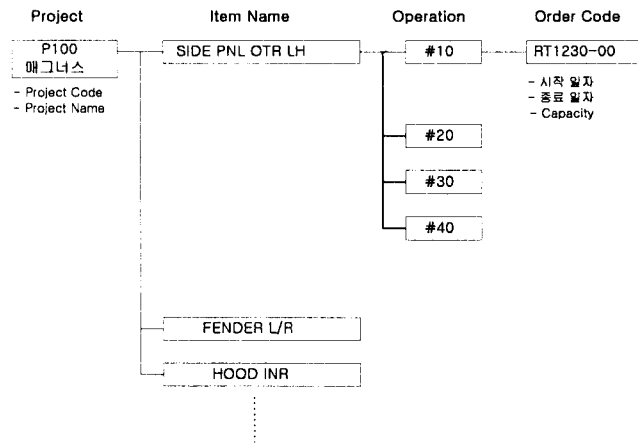 Project Item Name Operation Order Code
P100 SIDE PNL OTR LH #10 RT1230-00
매그너스
- Project Code
- Project Name
- 시작 일자
- 종료 일자
- Capacity
#20
#30
#40
FENDER L/R
HOOD INR